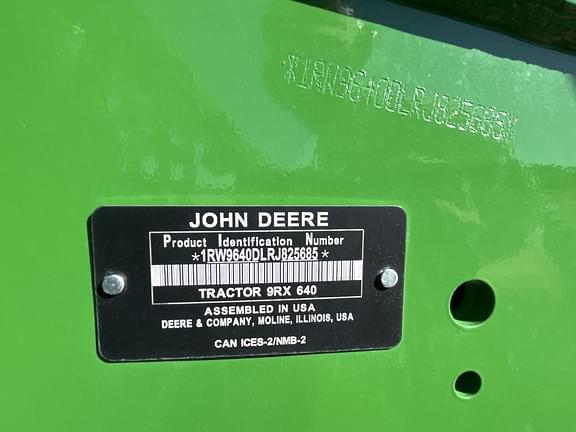 *1RW9640DLRJ825685*
JOHN DEERE
Product Identification Number
*1RW9640DLRJ825685*
TRACTOR 9RX 640
ASSEMBLED IN USA
DEERE & COMPANY, MOLINE, ILLINOIS, USA
CAN ICES-2/NMB-2